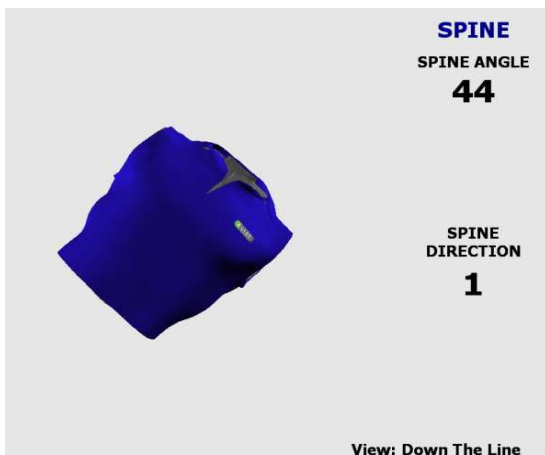 SPINE
SPINE ANGLE
44
SPINE
DIRECTION
1
View: Down The Line